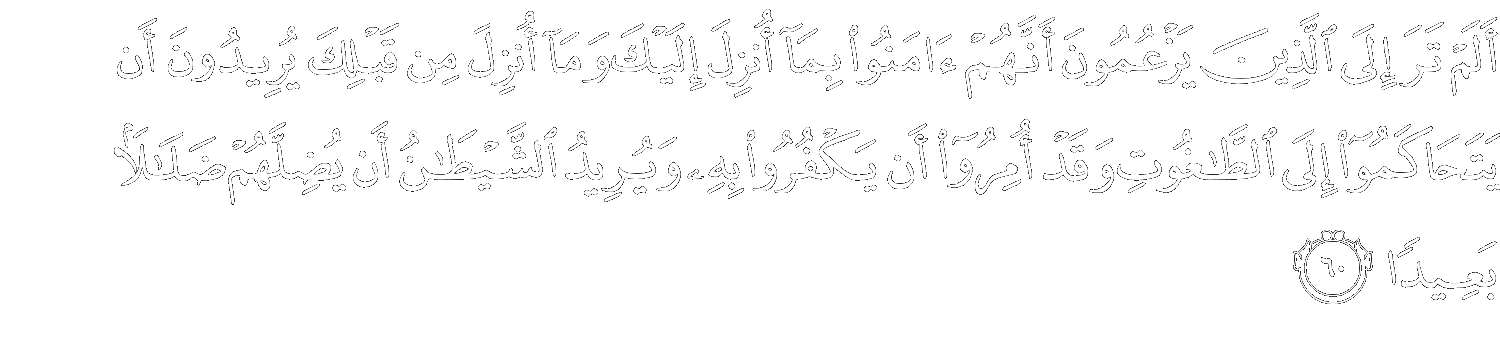 أَلَمْ تَرَ إِلَى ٱلَّذِينَ يَزْعُمُونَ أَنَّهُمْ ءَامَنُوا۟ بِمَآ أُنزِلَ إِلَيْكَ وَمَآ أُنزِلَ مِن قَبْلِكَ يُرِيدُونَ أَن
يَتَحَاكَمُوٓا۟ إِلَى ٱلطَّٰغُوتِ وَقَدْ أُمِرُوٓا۟ أَن يَكْفُرُوا۟ بِهِۦ وَيُرِيدُ ٱلشَّيْطَٰنُ أَن يُضِلَّهُمْ ضَلَٰلًۢا
بَعِيدًا ٦٠